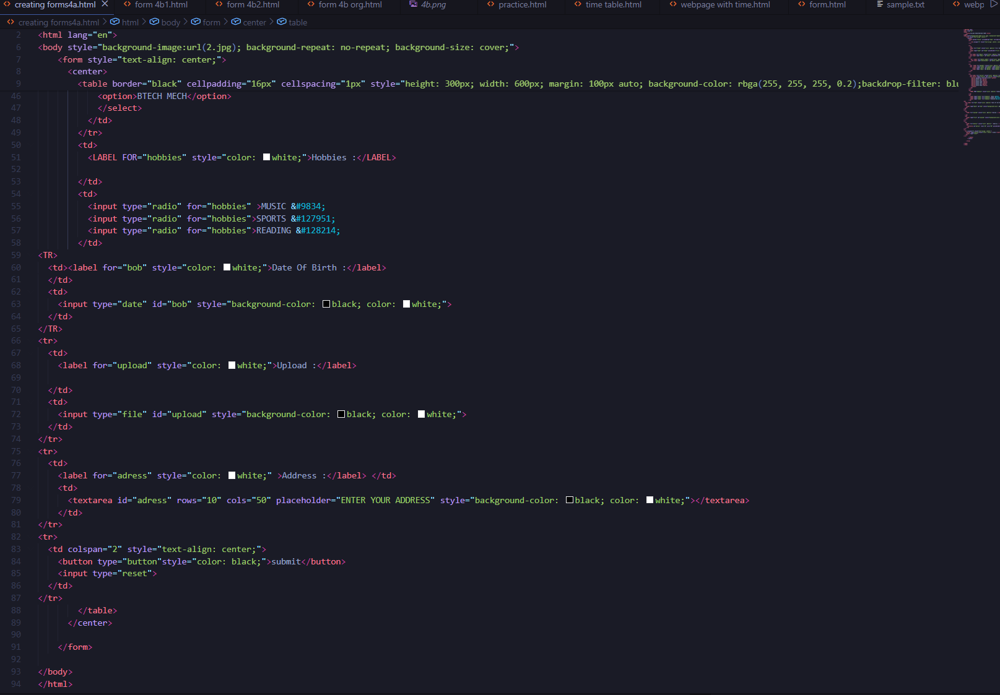 creating forms4a.html form 4b1.html form 4b2.html form 4b org.html 4b.png practice.html time table.html webpage with time.html form.html sample.txt webp
creating forms4a.html > html > body > form > center > table
2 <html lang="en">
6 <body style="background-image:url(2.jpg); background-repeat: no-repeat; background-size: cover;">
7 <form style="text-align: center;">
8 <center>
9 <table border="black" cellpadding="16px" cellspacing="1px" style="height: 300px; width: 600px; margin: 100px auto; background-color: rbga(255, 255, 255, 0.2);backdrop-filter: blu
46 <option>BTECH MECH</option>
47 </select>
48 </td>
49 </tr>
50 <td>
51 <LABEL FOR="hobbies" style="color: white;">Hobbies :</LABEL>
52
53 </td>
54 <td>
55 <input type="radio" for="hobbies" >MUSIC &#9834;
56 <input type="radio" for="hobbies">SPORTS &#127951;
57 <input type="radio" for="hobbies">READING &#128214;
58 </td>
59 <TR>
60 <td><label for="bob" style="color: white;">Date Of Birth :</label>
61 </td>
62 <td>
63 <input type="date" id="bob" style="background-color: black; color: white;">
64 </td>
65 </TR>
66 <tr>
67 <td>
68 <label for="upload" style="color: white;">Upload :</label>
69
70 </td>
71 <td>
72 <input type="file" id="upload" style="background-color: black; color: white;">
73 </td>
74 </tr>
75 <tr>
76 <td>
77 <label for="adress" style="color: white;" >Address :</label> </td>
78 <td>
79 <textarea id="adress" rows="10" cols="50" placeholder="ENTER YOUR ADDRESS" style="background-color: black; color: white;"></textarea>
80 </td>
81 </tr>
82 <tr>
83 <td colspan="2" style="text-align: center;">
84 <button type="button"style="color: black;">submit</button>
85 <input type="reset">
86 </td>
87 </tr>
88 </table>
89 </center>
90
91 </form>
92
93 </body>
94 </html>